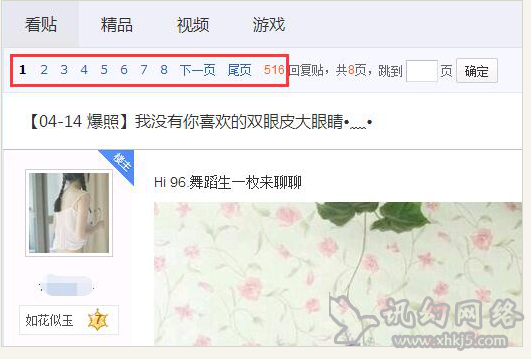 看贴 精品 视频 游戏
1 2 3 4 5 6 7 8 下一页 尾页 516回复贴，共8页，跳到 页 确定
【04-14 爆照】我没有你喜欢的双眼皮大眼睛•﹏•
楼主
Hi 96.舞蹈生一枚来聊聊
如花似玉 7
讯幻网络
www.xhkj5.com